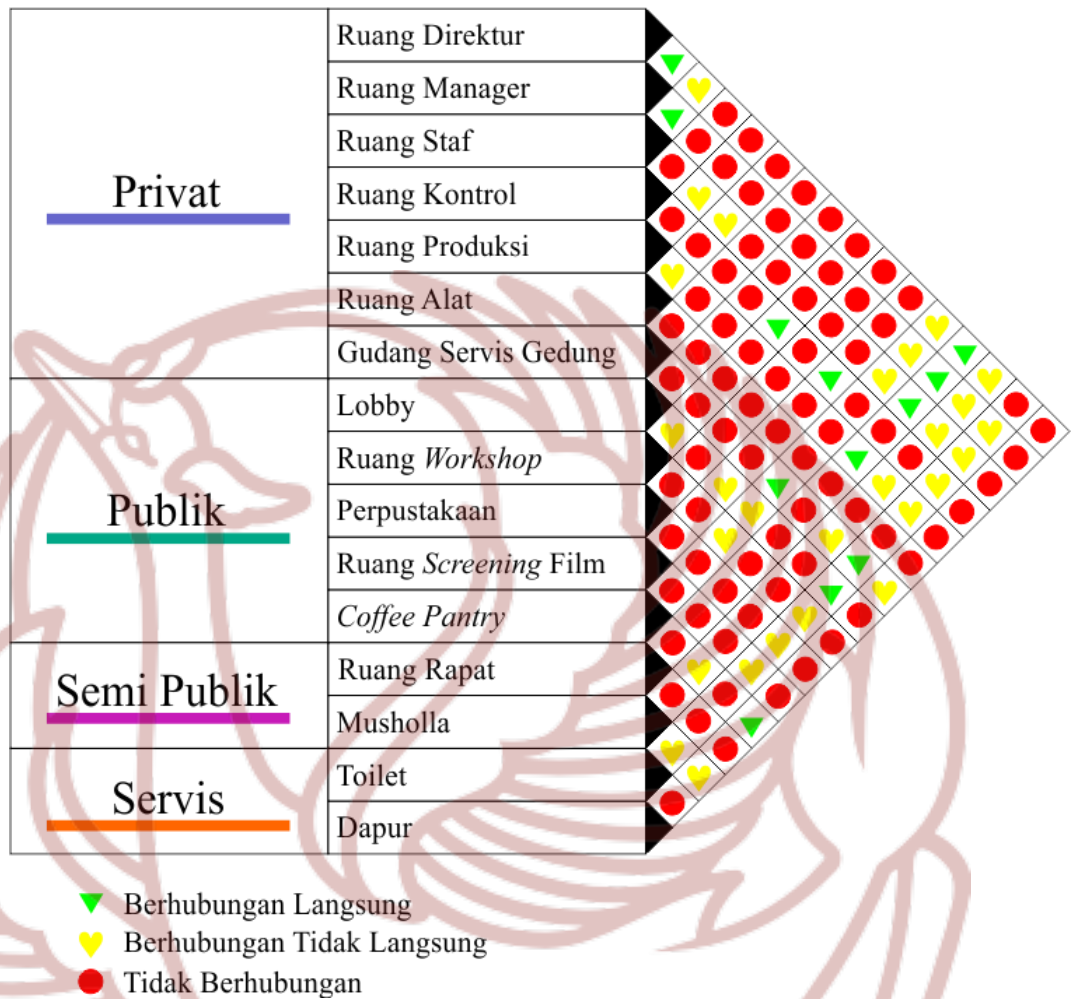 Privat
Ruang Direktur
Ruang Manager
Ruang Staf
Ruang Kontrol
Ruang Produksi
Ruang Alat
Gudang Servis Gedung
Publik
Lobby
Ruang Workshop
Perpustakaan
Ruang Screening Film
Coffee Pantry
Semi Publik
Ruang Rapat
Musholla
Servis
Toilet
Dapur
Berhubungan Langsung
Berhubungan Tidak Langsung
Tidak Berhubungan